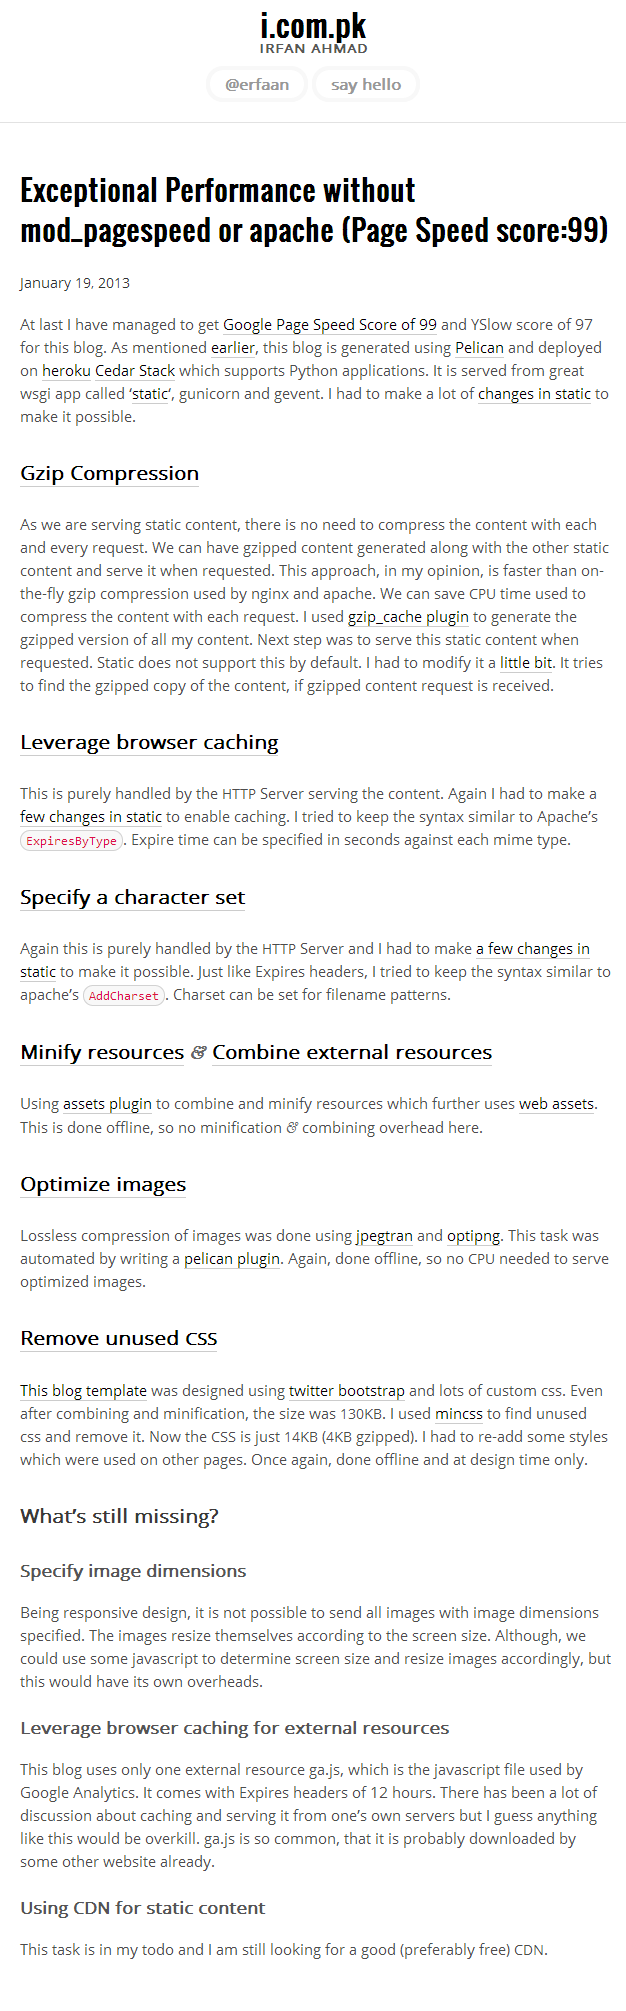 i.com.pk
IRFAN AHMAD
@erfaan say hello
Exceptional Performance without
mod_pagespeed or apache (Page Speed score:99)
January 19, 2013
At last I have managed to get Google Page Speed Score of 99 and YSlow score of 97
for this blog. As mentioned earlier, this blog is generated using Pelican and deployed
on heroku Cedar Stack which supports Python applications. It is served from great
wsgi app called ‘static’, gunicorn and gevent. I had to make a lot of changes in static to
make it possible.
Gzip Compression
As we are serving static content, there is no need to compress the content with each
and every request. We can have gzipped content generated along with the other static
content and serve it when requested. This approach, in my opinion, is faster than on-
the-fly gzip compression used by nginx and apache. We can save CPU time used to
compress the content with each request. I used gzip_cache plugin to generate the
gzipped version of all my content. Next step was to serve this static content when
requested. Static does not support this by default. I had to modify it a little bit. It tries
to find the gzipped copy of the content, if gzipped content request is received.
Leverage browser caching
This is purely handled by the HTTP Server serving the content. Again I had to make a
few changes in static to enable caching. I tried to keep the syntax similar to Apache’s
ExpiresByType. Expire time can be specified in seconds against each mime type.
Specify a character set
Again this is purely handled by the HTTP Server and I had to make a few changes in
static to make it possible. Just like Expires headers, I tried to keep the syntax similar to
apache’s AddCharset. Charset can be set for filename patterns.
Minify resources & Combine external resources
Using assets plugin to combine and minify resources which further uses web assets.
This is done offline, so no minification & combining overhead here.
Optimize images
Lossless compression of images was done using jpegtran and optipng. This task was
automated by writing a pelican plugin. Again, done offline, so no CPU needed to serve
optimized images.
Remove unused CSS
This blog template was designed using twitter bootstrap and lots of custom css. Even
after combining and minification, the size was 130KB. I used mincss to find unused
css and remove it. Now the CSS is just 14KB (4KB gzipped). I had to re-add some styles
which were used on other pages. Once again, done offline and at design time only.
What’s still missing?
Specify image dimensions
Being responsive design, it is not possible to send all images with image dimensions
specified. The images resize themselves according to the screen size. Although, we
could use some javascript to determine screen size and resize images accordingly, but
this would have its own overheads.
Leverage browser caching for external resources
This blog uses only one external resource ga.js, which is the javascript file used by
Google Analytics. It comes with Expires headers of 12 hours. There has been a lot of
discussion about caching and serving it from one’s own servers but I guess anything
like this would be overkill. ga.js is so common, that it is probably downloaded by
some other website already.
Using CDN for static content
This task is in my todo and I am still looking for a good (preferably free) CDN.